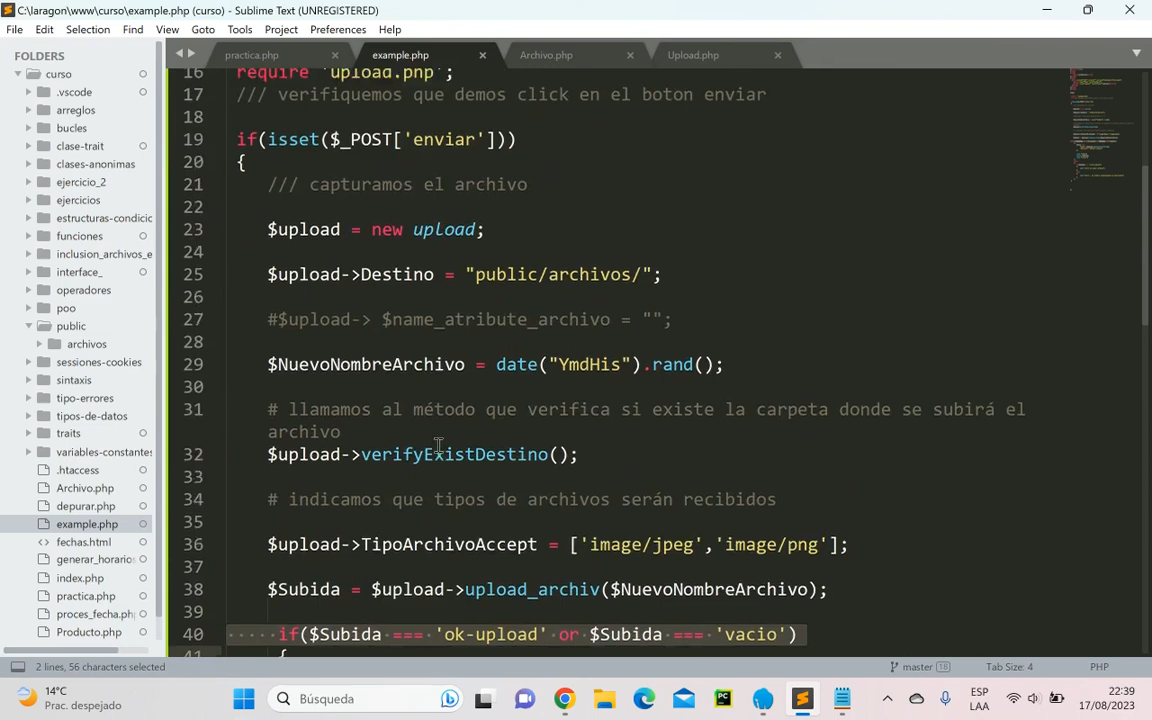 C:\laragon\www\curso\example.php (curso) - Sublime Text (UNREGISTERED)
File Edit Selection Find View Goto Tools Project Preferences Help
FOLDERS
curso
.vscode
arreglos
bucles
clase-trait
clases-anonimas
ejercicio_2
ejercicios
estructuras-condicio
funciones
inclusion_archivos_e
interface_
operadores
poo
public
archivos
sessiones-cookies
sintaxis
tipo-errores
tipos-de-datos
traits
variables-constantes
.htaccess
Archivo.php
depurar.php
example.php
fechas.html
generar_horarios
index.php
practica.php
proces_fecha.php
Producto.php
practica.php example.php Archivo.php Upload.php
16 require 'upload.php';
17 /// verifiquemos que demos click en el boton enviar
18
19 if(isset($_POST['enviar']))
20 {
21 /// capturamos el archivo
22
23 $upload = new upload;
24
25 $upload->Destino = "public/archivos/";
26
27 #$upload-> $name_atribute_archivo = "";
28
29 $NuevoNombreArchivo = date("YmdHis").rand();
30
31 # llamamos al método que verifica si existe la carpeta donde se subirá el
archivo
32 $upload->verifyExistDestino();
33
34 # indicamos que tipos de archivos serán recibidos
35
36 $upload->TipoArchivoAccept = ['image/jpeg','image/png'];
37
38 $Subida = $upload->upload_archiv($NuevoNombreArchivo);
39
40 if($Subida === 'ok-upload' or $Subida === 'vacio')
41 {
2 lines, 56 characters selected master 18 Tab Size: 4 PHP
14°C
Prac. despejado
Búsqueda
ESP
LAA
22:39
17/08/2023